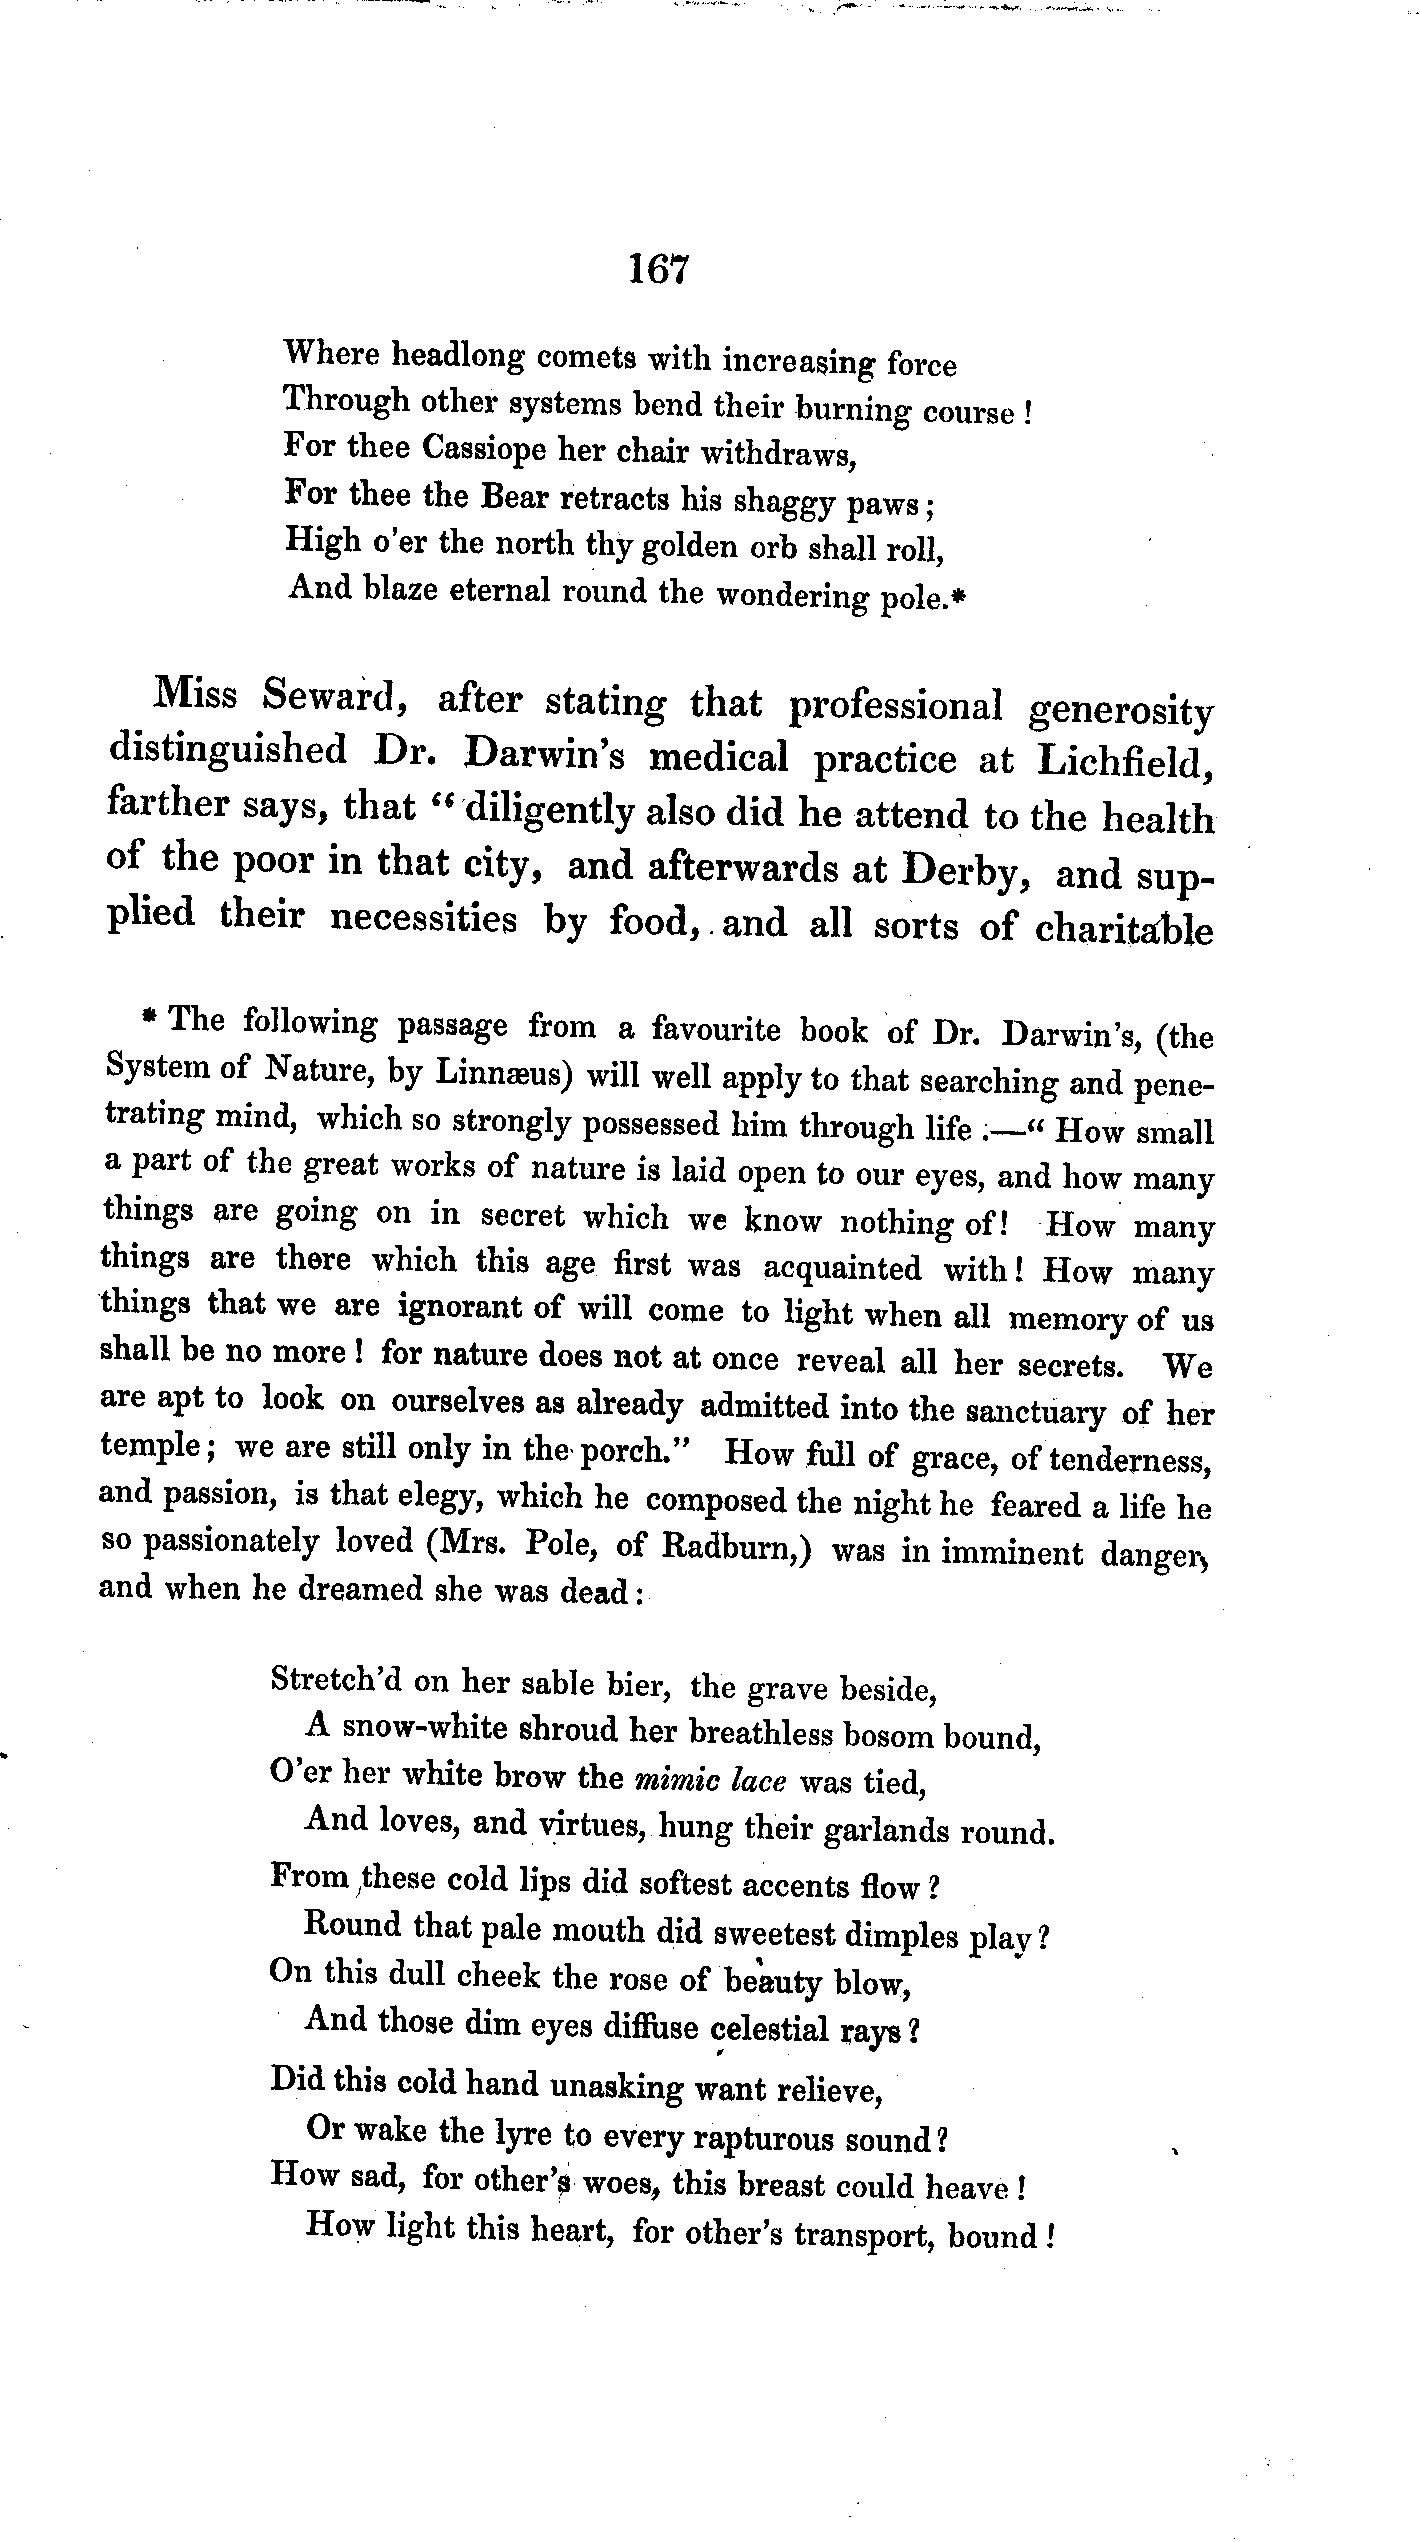 167
Where headlong comets with increasing force
Through other systems bend their burning course !
For thee Cassiope her chair withdraws,
For thee the Bear retracts his shaggy paws ;
High o'er the north thy golden orb shall roll,
And blaze eternal round the wondering pole.*
Miss Seward, after stating that professional generosity
distinguished Dr. Darwin's medical practice at Lichfield,
farther says, that " diligently also did he attend to the health
of the poor in that city, and afterwards at Derby, and sup-
plied their necessities by food, and all sorts of charitable
* The following passage from a favourite book of Dr. Darwin's, (the
System of Nature, by Linnæus) will well apply to that searching and pene-
trating mind, which so strongly possessed him through life :—" How small
a part of the great works of nature is laid open to our eyes, and how many
things are going on in secret which we know nothing of! How many
things are there which this age first was acquainted with! How many
things that we are ignorant of will come to light when all memory of us
shall be no more ! for nature does not at once reveal all her secrets. We
are apt to look on ourselves as already admitted into the sanctuary of her
temple; we are still only in the porch." How full of grace, of tenderness,
and passion, is that elegy, which he composed the night he feared a life he
so passionately loved (Mrs. Pole, of Radburn,) was in imminent danger,
and when he dreamed she was dead:
Stretch'd on her sable bier, the grave beside,
A snow-white shroud her breathless bosom bound,
O'er her white brow the mimic lace was tied,
And loves, and virtues, hung their garlands round.
From these cold lips did softest accents flow ?
Round that pale mouth did sweetest dimples play?
On this dull cheek the rose of beauty blow,
And those dim eyes diffuse celestial rays ?
Did this cold hand unasking want relieve,
Or wake the lyre to every rapturous sound?
How sad, for other's woes, this breast could heave !
How light this heart, for other's transport, bound !